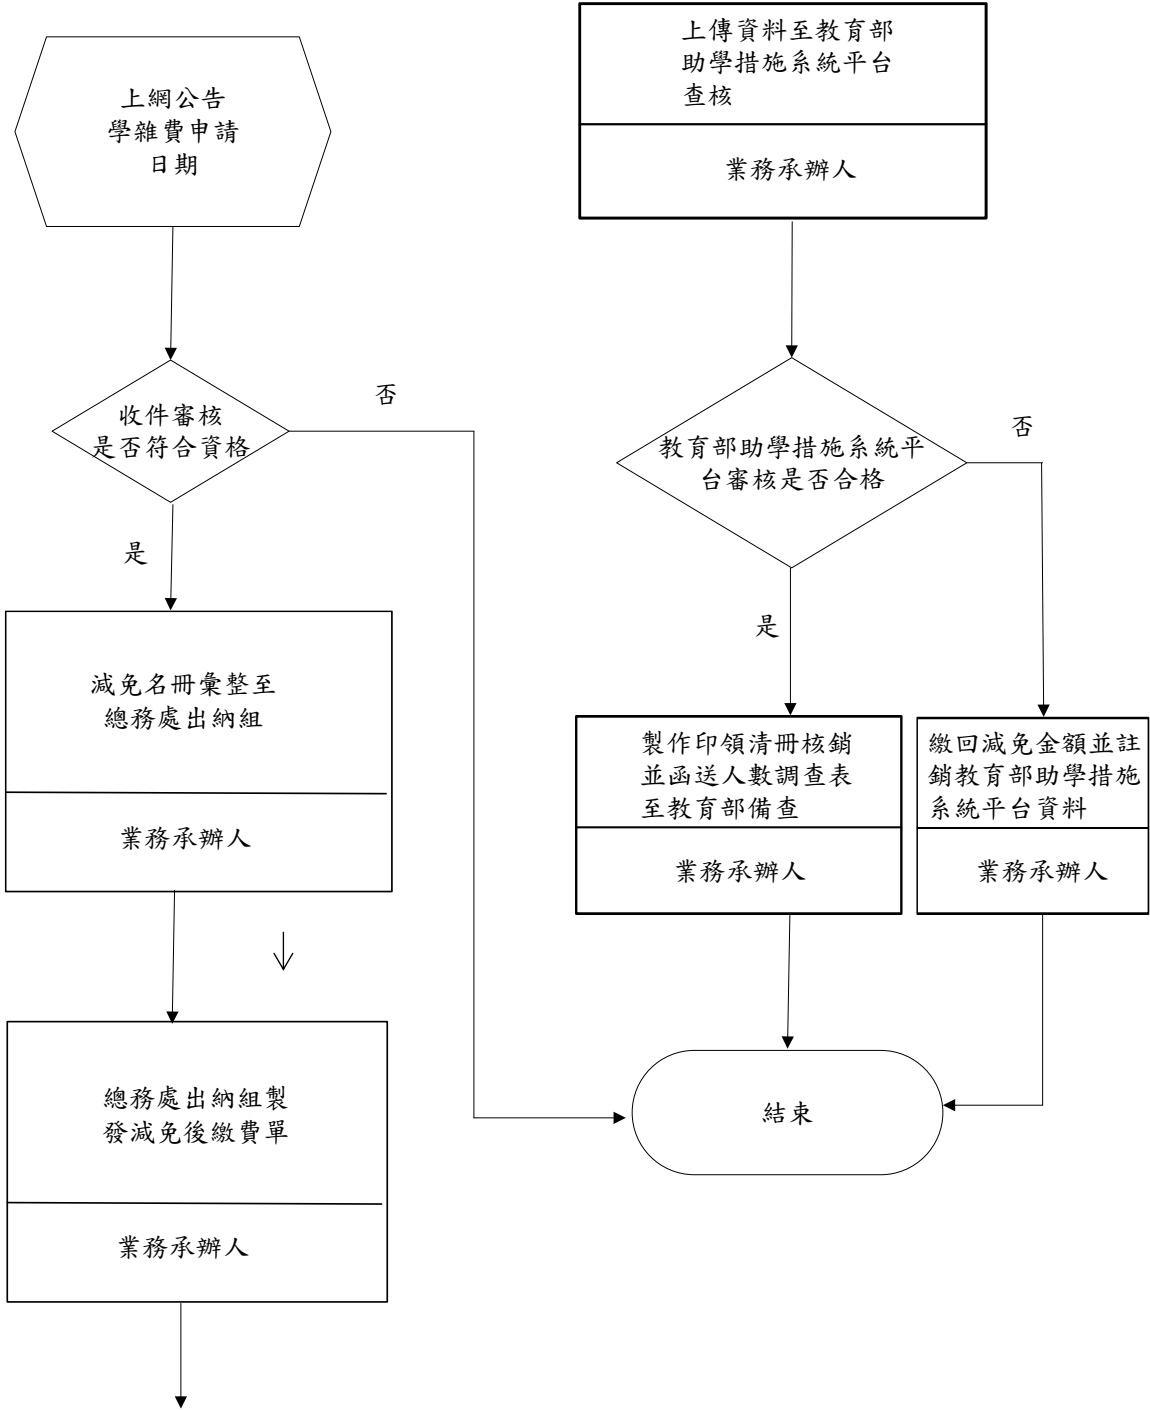 上網公告
學雜費申請
日期
收件審核
是否符合資格
否
是
減免名冊彙整至
總務處出納組
業務承辦人
總務處出納組製
發減免後繳費單
業務承辦人
上傳資料至教育部
助學措施系統平台
查核
業務承辦人
教育部助學措施系統平
台審核是否合格
否
是
製作印領清冊核銷
並函送人數調查表
至教育部備查
業務承辦人
繳回減免金額並註
銷教育部助學措施
系統平台資料
業務承辦人
結束